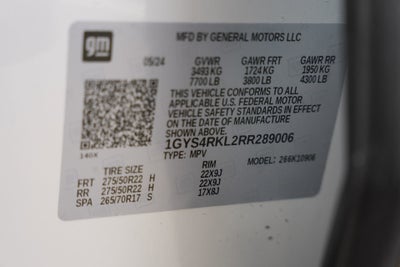 gm
MFD BY GENERAL MOTORS LLC
05/24 GVWR GAWR FRT GAWR RR
3493 KG 1724 KG 1950 KG
7700 LB 3800 LB 4300 LB
THIS VEHICLE CONFORMS TO ALL
APPLICABLE U.S. FEDERAL MOTOR
VEHICLE SAFETY STANDARDS IN EFFECT
ON THE DATE OF MANUFACTURE
SHOWN ABOVE.
1GYS4RKL2RR289006
140X TYPE: MPV MODEL: 266K10906
TIRE SIZE RIM
FRT 275/50R22 H 22X9J
RR 275/50R22 H 22X9J
SPA 265/70R17 S 17X8J